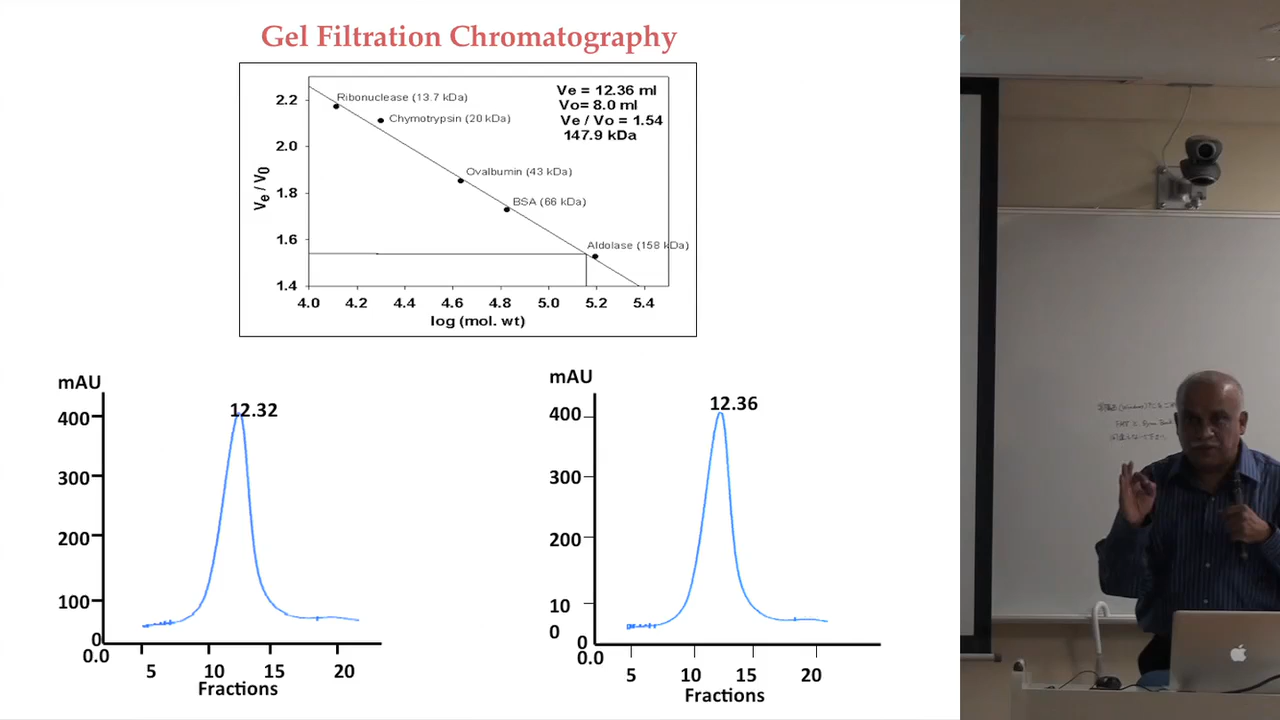 Gel Filtration Chromatography
Ve = 12.36 ml
Vo= 8.0 ml
Ve / Vo = 1.54
147.9 kDa
Ribonuclease (13.7 kDa)
Chymotrypsin (20 kDa)
Ovalbumin (43 kDa)
BSA (66 kDa)
Aldolase (158 kDa)
Ve / V0
2.2
2.0
1.8
1.6
1.4
4.0 4.2 4.4 4.6 4.8 5.0 5.2 5.4
log (mol. wt)
mAU
12.32
400
300
200
100
0
0.0 5 10 15 20
Fractions
mAU
12.36
400
300
200
10
0
0
0.0 5 10 15 20
Fractions